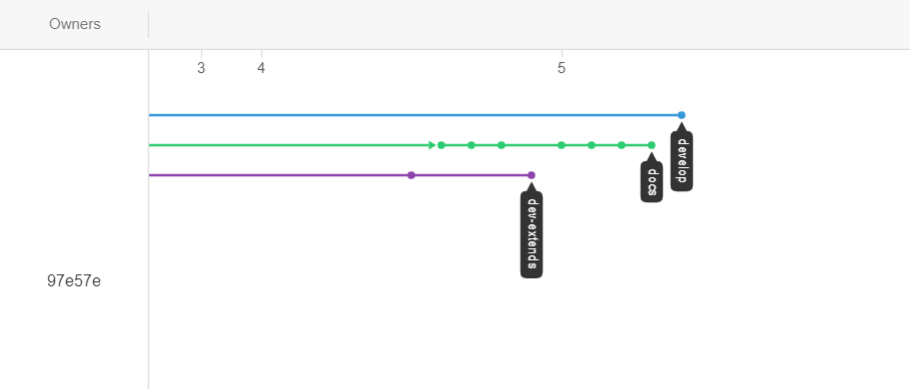 Owners
3 4 5
develop
docs
dev-extends
97e57e